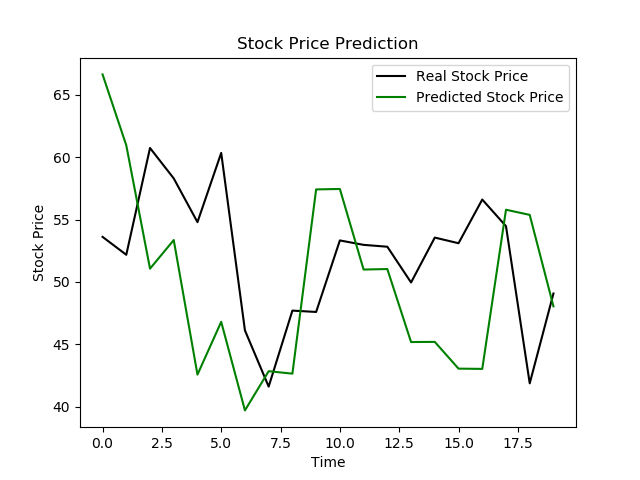 Stock Price Prediction
Real Stock Price
Predicted Stock Price
Stock Price
65
60
55
50
45
40
0.0 2.5 5.0 7.5 10.0 12.5 15.0 17.5
Time